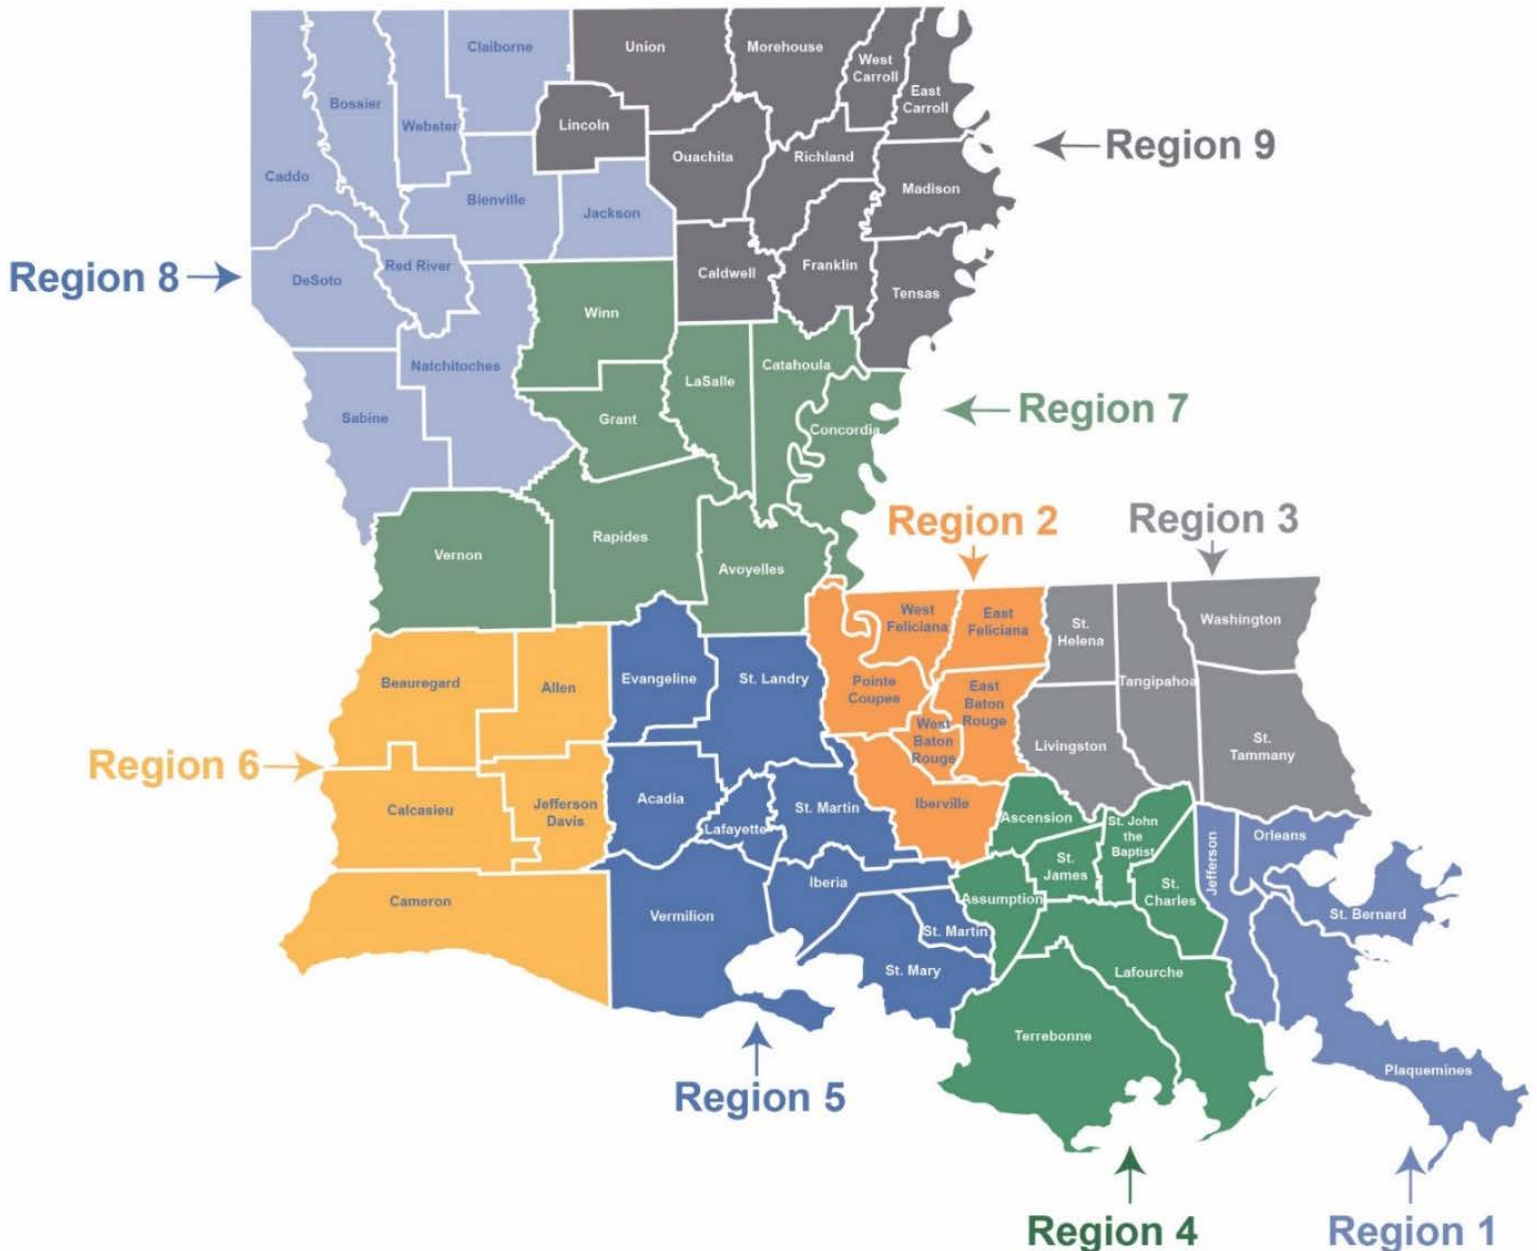 Claiborne
Union
Morehouse
West
Carroll
East
Carroll
Bossier
Webster
Lincoln
Ouachita
Richland
Region 9
Caddo
Madison
Bienville
Jackson
Region 8
DeSoto
Red River
Caldwell
Franklin
Tensas
Winn
Natchitoches
LaSalle
Catahoula
Sabine
Grant
Concordia
Region 7
Vernon
Rapides
Avoyelles
Region 2
Region 3
West
Feliciana
East
Feliciana
St.
Helena
Washington
Beauregard
Allen
Evangeline
St. Landry
Pointe
Coupee
East
Baton
Rouge
Tangipahoa
West
Baton
Rouge
Livingston
St.
Tammany
Region 6
Calcasieu
Jefferson
Davis
Acadia
Lafayette
St. Martin
Iberville
Ascension
St. John
the
Baptist
Jefferson
Orleans
St.
James
Cameron
Vermilion
Iberia
Assumption
St.
Charles
St. Bernard
St. Martin
St. Mary
Lafourche
Terrebonne
Plaquemines
Region 5
Region 4
Region 1